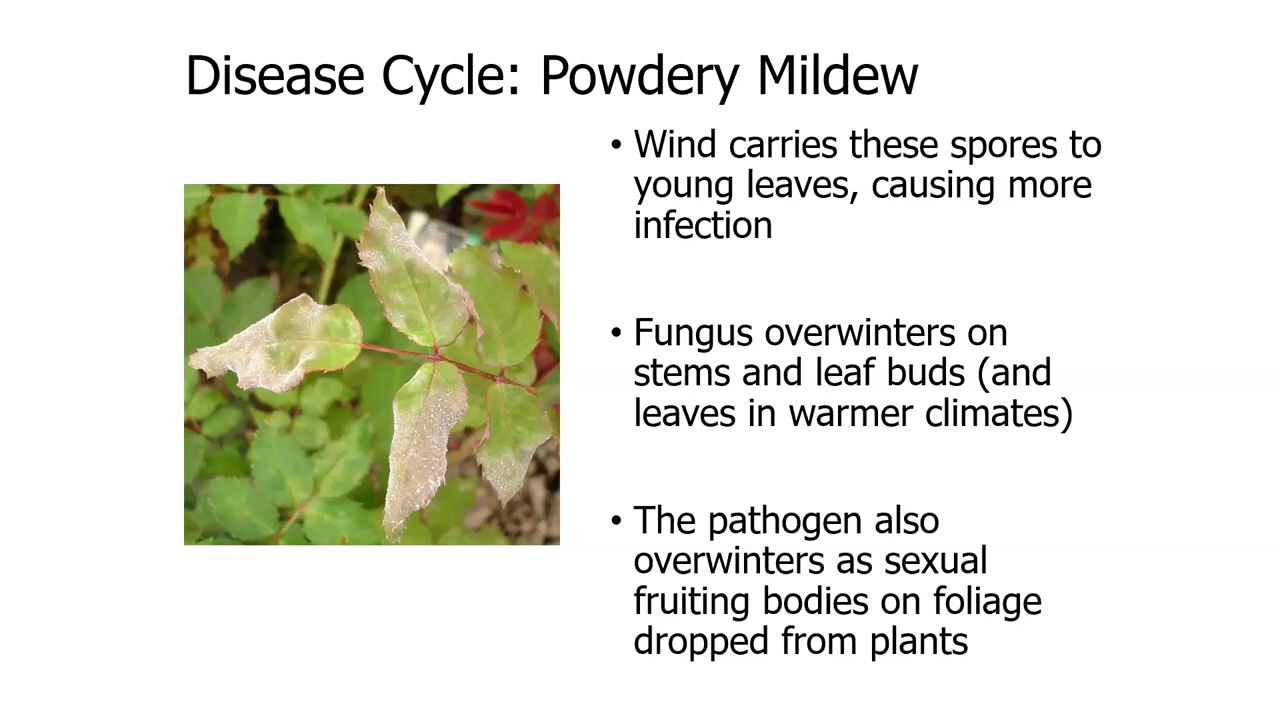 Disease Cycle: Powdery Mildew
• Wind carries these spores to
young leaves, causing more
infection
• Fungus overwinters on
stems and leaf buds (and
leaves in warmer climates)
• The pathogen also
overwinters as sexual
fruiting bodies on foliage
dropped from plants